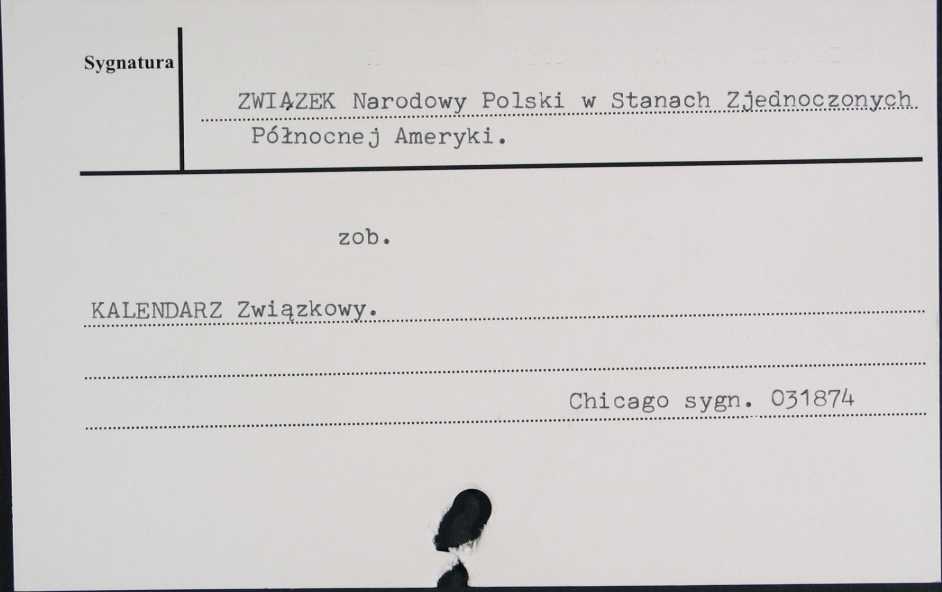 Sygnatura
ZWIĄZEK Narodowy Polski w Stanach Zjednoczonych
Północnej Ameryki.
zob.
KALENDARZ Związkowy.
Chicago sygn. 031874